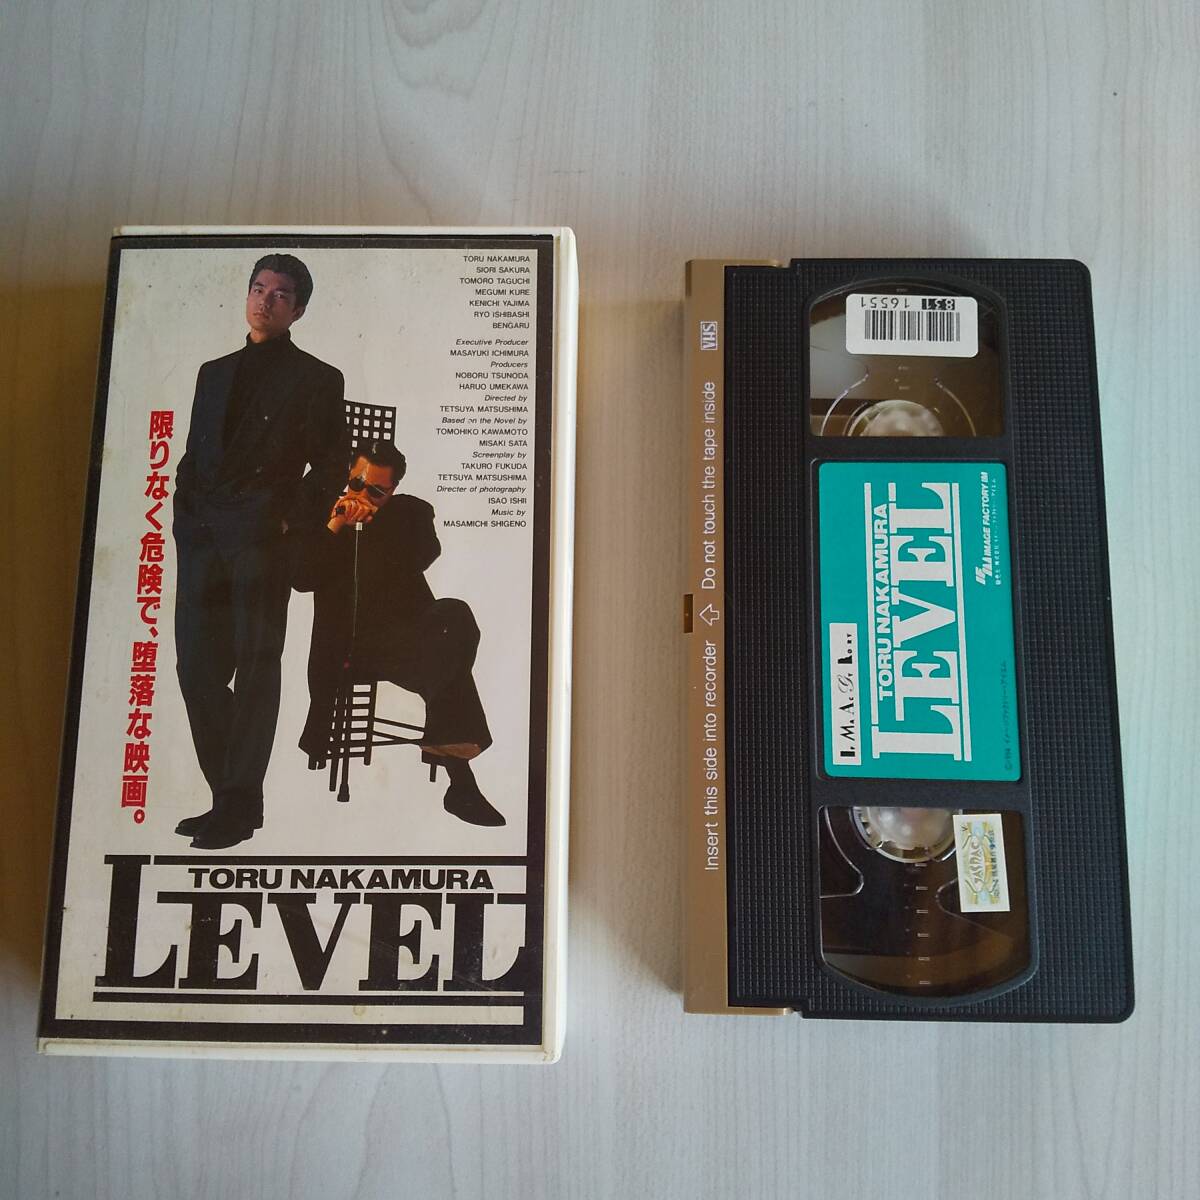 TORU NAKAMURA
SIORI SAKURA
TOMORO TAGUCHI
MEGUMI KURE
KENICHI YAJIMA
RYO ISHIBASHI
BENGARU
Executive Producer
MASAYUKI ICHIMURA
Producers
NOBORU TSUNODA
HARUO UMEKAWA
Directed by
TETSUYA MATSUSHIMA
Based on the Novel by
TOMOHIKO KAWAMOTO
MISAKI SATA
Screenplay by
TAKURO FUKUDA
TETSUYA MATSUSHIMA
Directer of photography
ISAO ISHII
Music by
MASAMICHI SHIGENO
限りなく危険で、堕落な映画。
TORU NAKAMURA
LEVEL
VHS
Insert this side into recorder
Do not touch the tape inside
831
16551
TORU NAKAMURA
LEVEL
IMAGE FACTORY IM